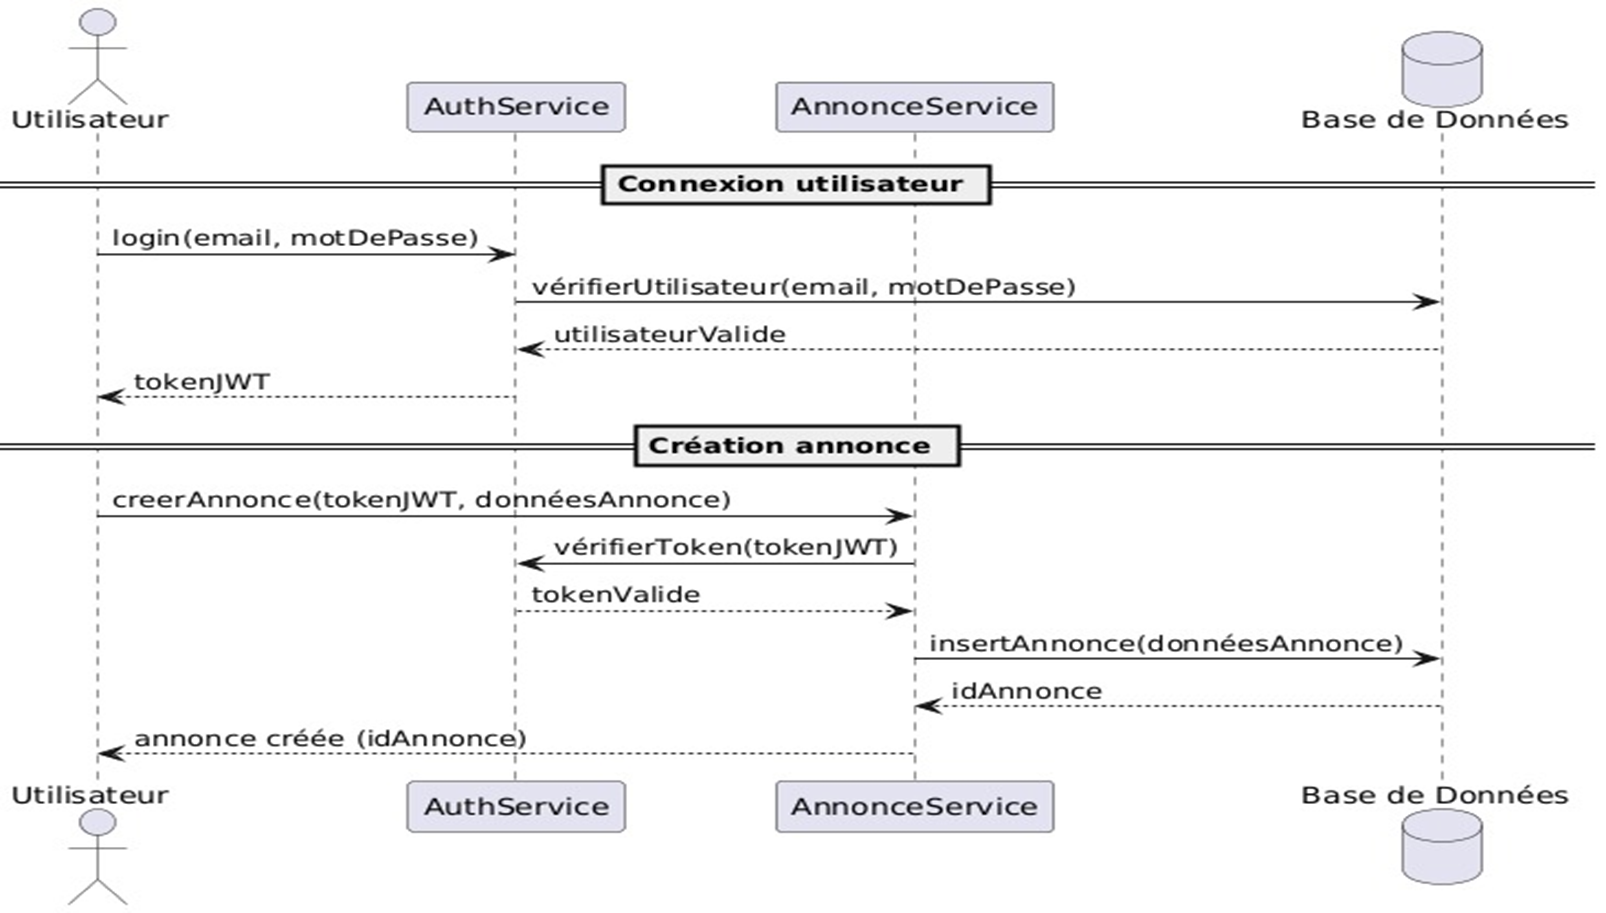 Utilisateur
AuthService
AnnonceService
Base de Données
Connexion utilisateur
login(email, motDePasse)
vérifierUtilisateur(email, motDePasse)
utilisateurValide
tokenJWT
Création annonce
creerAnnonce(tokenJWT, donnéesAnnonce)
vérifierToken(tokenJWT)
tokenValide
insertAnnonce(donnéesAnnonce)
idAnnonce
annonce créée (idAnnonce)
Utilisateur
AuthService
AnnonceService
Base de Données